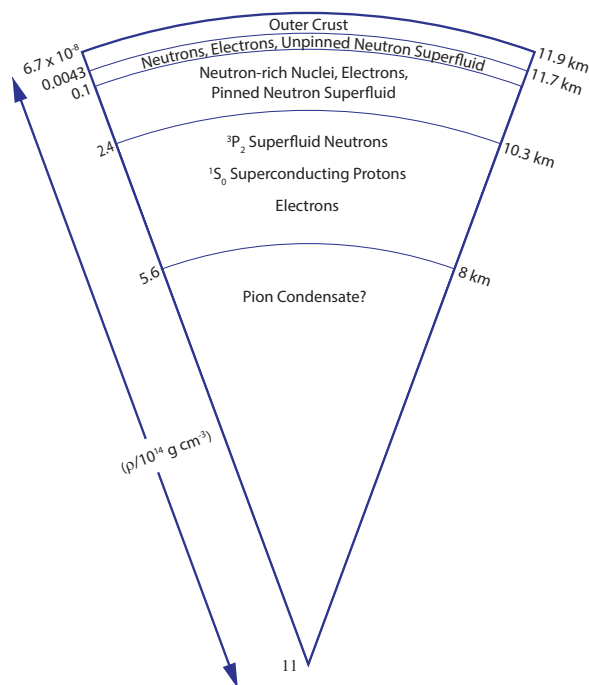 Outer Crust
6.7 x 10⁻⁸
11.9 km
Neutrons, Electrons, Unpinned Neutron Superfluid
0.0043
11.7 km
0.1
Neutron-rich Nuclei, Electrons,
Pinned Neutron Superfluid
2.4
10.3 km
³P₂ Superfluid Neutrons
¹S₀ Superconducting Protons
Electrons
5.6
8 km
Pion Condensate?
(ρ/10¹⁴ g cm⁻³)
11